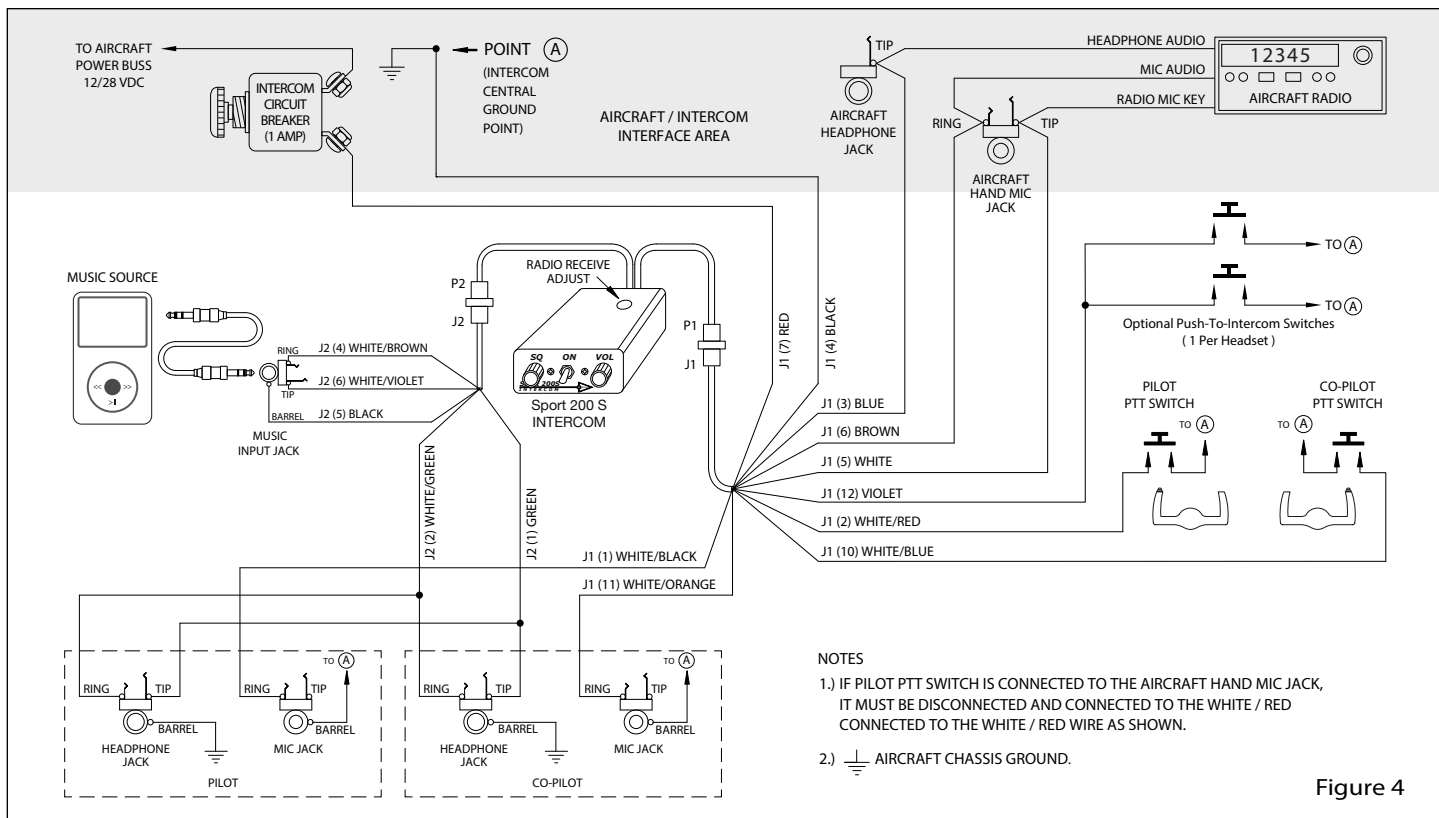 TO AIRCRAFT
POWER BUSS
12/28 VDC
INTERCOM
CIRCUIT
BREAKER
(1 AMP)
POINT A
(INTERCOM
CENTRAL
GROUND
POINT)
AIRCRAFT / INTERCOM
INTERFACE AREA
TIP
AIRCRAFT
HEADPHONE
JACK
HEADPHONE AUDIO
MIC AUDIO
RADIO MIC KEY
12345
AIRCRAFT RADIO
RING
TIP
AIRCRAFT
HAND MIC
JACK
MUSIC SOURCE
<<
>>
>||
RING
TIP
BARREL
MUSIC
INPUT JACK
J2 (4) WHITE/BROWN
J2 (6) WHITE/VIOLET
J2 (5) BLACK
P2
J2
RADIO RECEIVE
ADJUST
SQ
ON
VOL
200S
INTERCOM
Sport 200 S
INTERCOM
P1
J1
J1 (7) RED
J1 (4) BLACK
TO A
TO A
Optional Push-To-Intercom Switches
( 1 Per Headset )
J1 (3) BLUE
J1 (6) BROWN
J1 (5) WHITE
J1 (12) VIOLET
J1 (2) WHITE/RED
J1 (10) WHITE/BLUE
PILOT
PTT SWITCH
TO A
CO-PILOT
PTT SWITCH
TO A
J2 (2) WHITE/GREEN
J2 (1) GREEN
J1 (1) WHITE/BLACK
J1 (11) WHITE/ORANGE
RING
TIP
BARREL
HEADPHONE
JACK
RING
TIP
TO A
BARREL
MIC JACK
PILOT
RING
TIP
BARREL
HEADPHONE
JACK
RING
TIP
TO A
BARREL
MIC JACK
CO-PILOT
NOTES
1.) IF PILOT PTT SWITCH IS CONNECTED TO THE AIRCRAFT HAND MIC JACK,
IT MUST BE DISCONNECTED AND CONNECTED TO THE WHITE / RED
CONNECTED TO THE WHITE / RED WIRE AS SHOWN.
2.) AIRCRAFT CHASSIS GROUND.
Figure 4